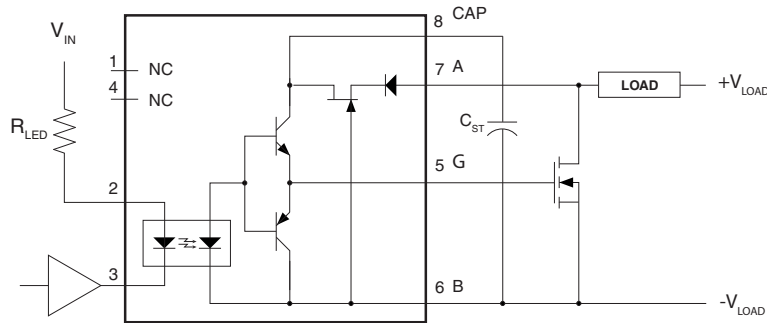 8 CAP
V_IN
1 NC
4 NC
7 A
LOAD
+V_LOAD
R_LED
C_ST
5 G
2
3
6 B
-V_LOAD